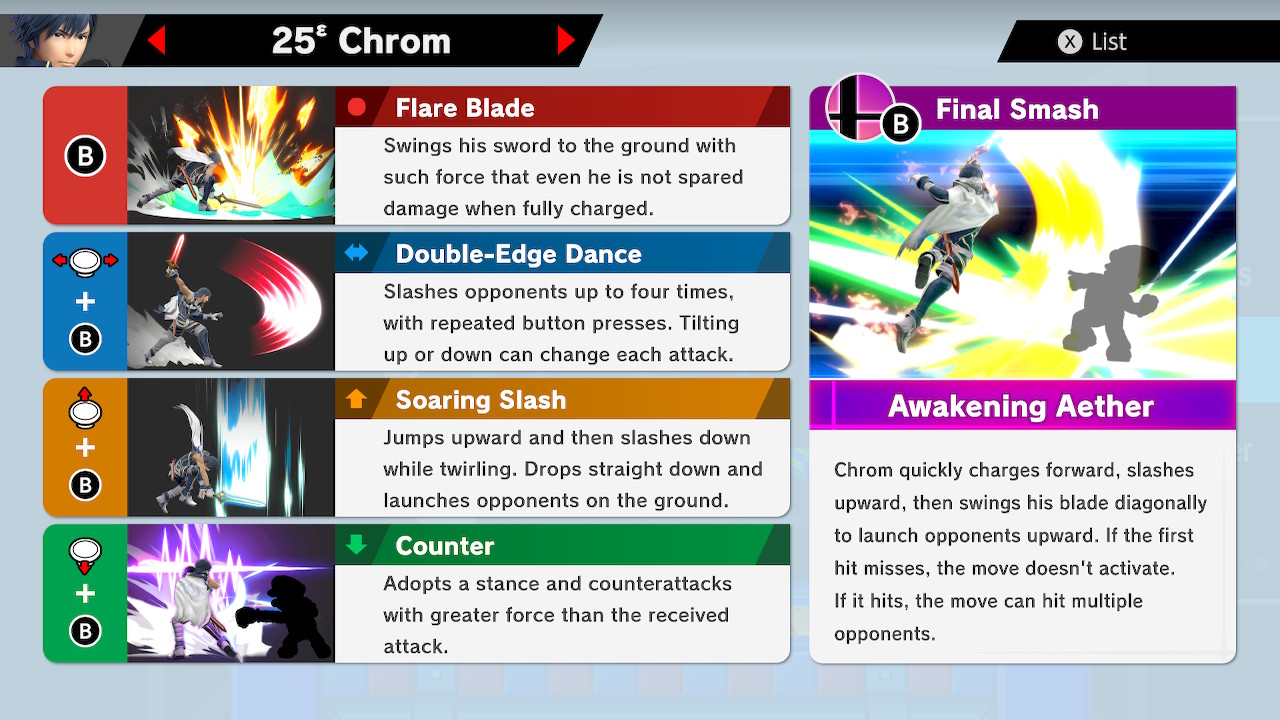 25ᵋ Chrom
X List
B
Flare Blade
Swings his sword to the ground with
such force that even he is not spared
damage when fully charged.
+
B
Double-Edge Dance
Slashes opponents up to four times,
with repeated button presses. Tilting
up or down can change each attack.
+
B
Soaring Slash
Jumps upward and then slashes down
while twirling. Drops straight down and
launches opponents on the ground.
+
B
Counter
Adopts a stance and counterattacks
with greater force than the received
attack.
B
Final Smash
Awakening Aether
Chrom quickly charges forward, slashes
upward, then swings his blade diagonally
to launch opponents upward. If the first
hit misses, the move doesn't activate.
If it hits, the move can hit multiple
opponents.